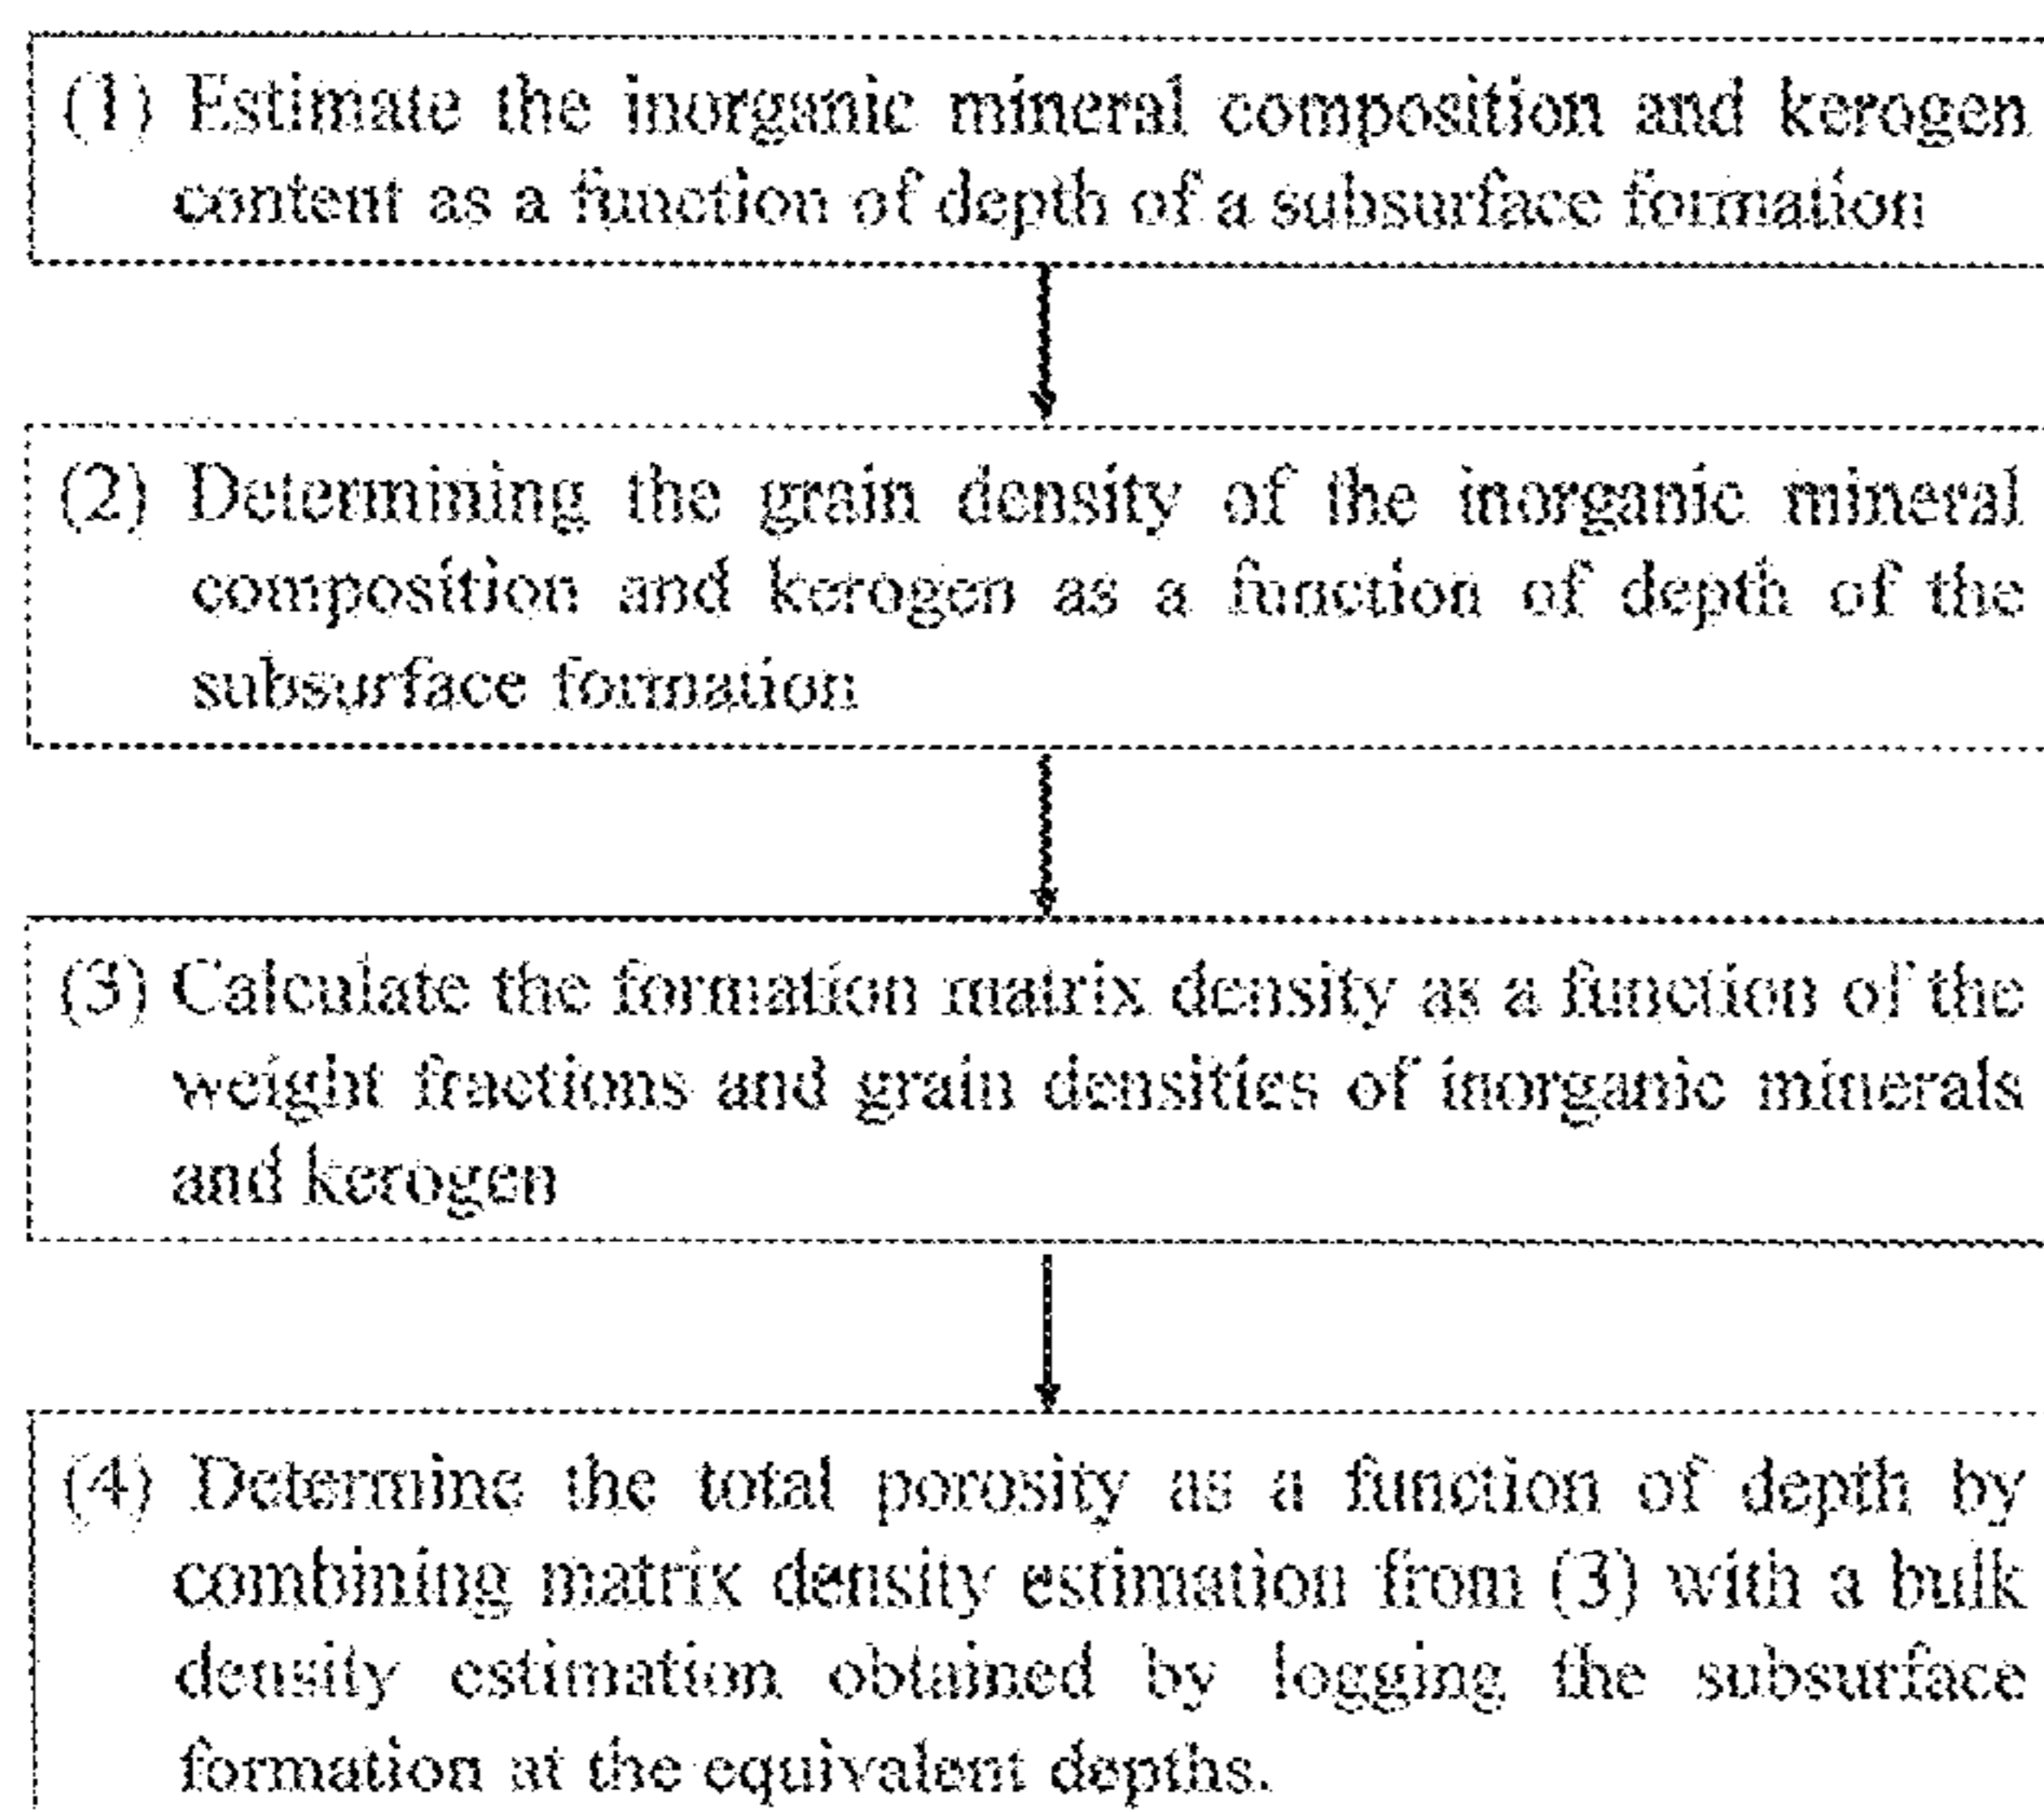 (1) Estimate the inorganic mineral composition and kerogen
content as a function of depth of a subsurface formation
(2) Determining the grain density of the inorganic mineral
composition and kerogen as a function of depth of the
subsurface formation
(3) Calculate the formation matrix density as a function of the
weight fractions and grain densities of inorganic minerals
and kerogen
(4) Determine the total porosity as a function of depth by
combining matrix density estimation from (3) with a bulk
density estimation obtained by logging the subsurface
formation at the equivalent depths.